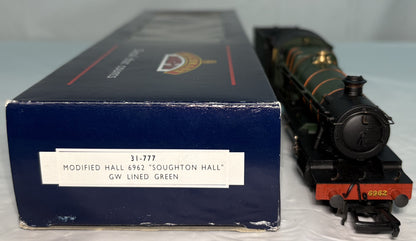 31-777
MODIFIED HALL 6962 "SOUGHTON HALL"
GW LINED GREEN
6962